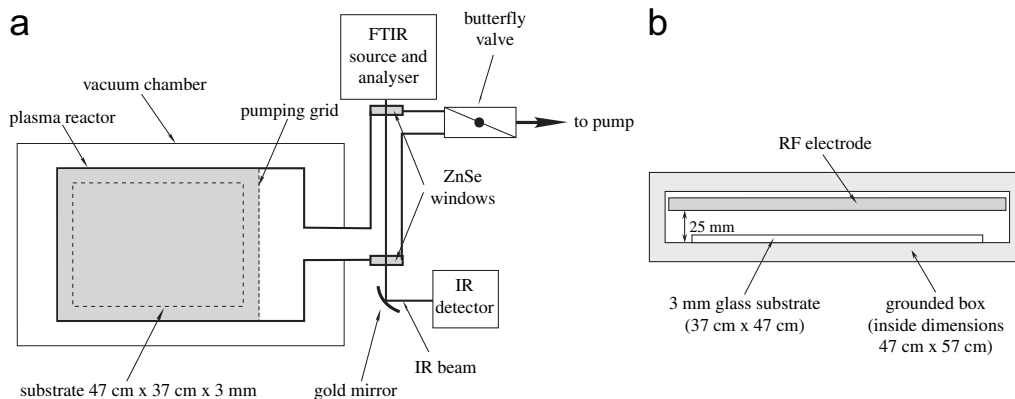 a
FTIR
source and
analyser
butterfly
valve
vacuum chamber
plasma reactor
pumping grid
to pump
ZnSe
windows
IR
detector
IR beam
gold mirror
substrate 47 cm x 37 cm x 3 mm
b
RF electrode
25 mm
3 mm glass substrate
(37 cm x 47 cm)
grounded box
(inside dimensions
47 cm x 57 cm)